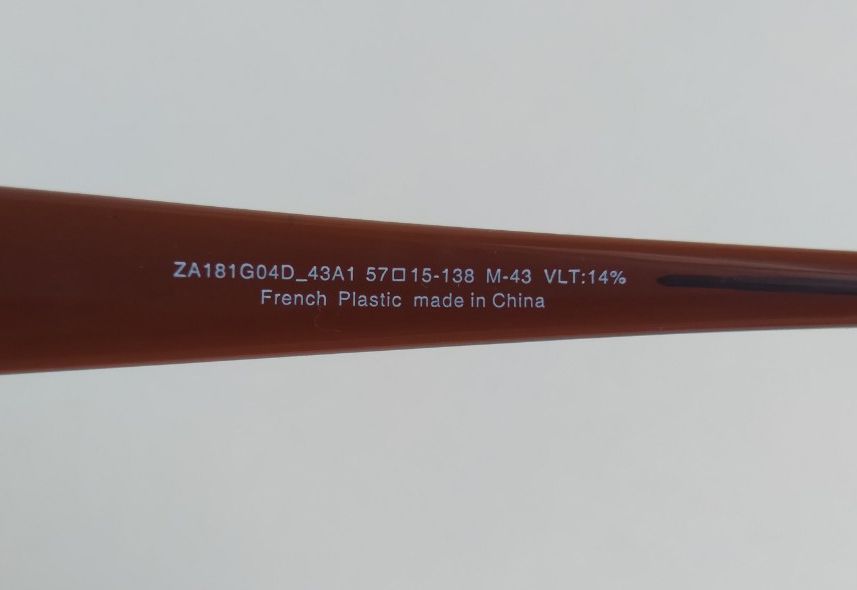 ZA181G04D_43A1 57□15-138 M-43 VLT:14%
French Plastic made in China